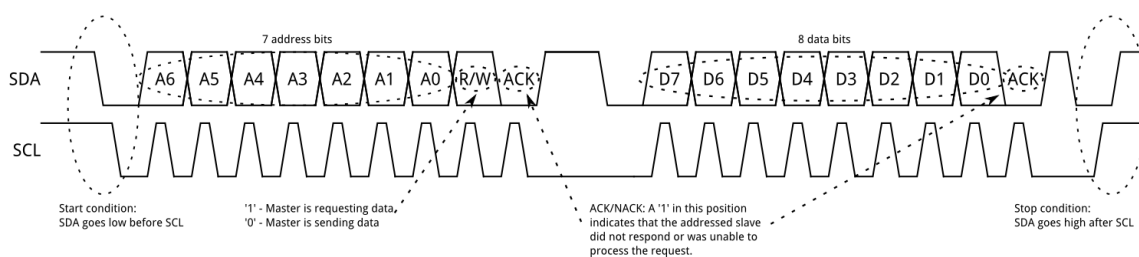 7 address bits
8 data bits
SDA
A6 A5 A4 A3 A2 A1 A0 R/W ACK
D7 D6 D5 D4 D3 D2 D1 D0 ACK
SCL
Start condition:
SDA goes low before SCL
'1' - Master is requesting data
'0' - Master is sending data
ACK/NACK: A '1' in this position
indicates that the addressed slave
did not respond or was unable to
process the request.
Stop condition:
SDA goes high after SCL